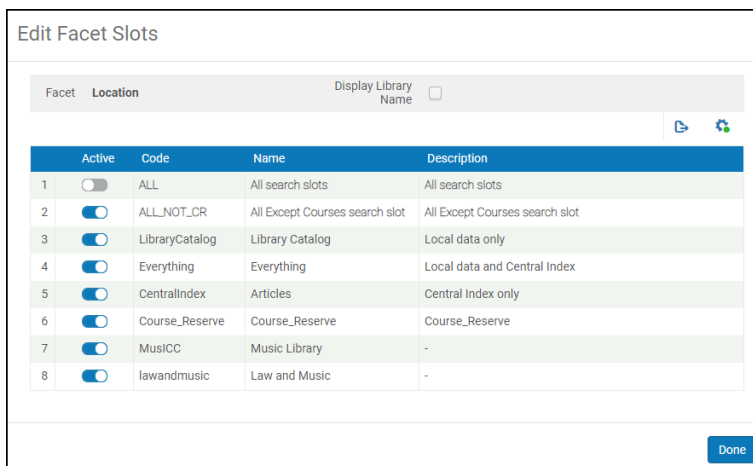 Edit Facet Slots
Facet Location Display Library Name
Active Code Name Description
1 ALL All search slots All search slots
2 ALL_NOT_CR All Except Courses search slot All Except Courses search slot
3 LibraryCatalog Library Catalog Local data only
4 Everything Everything Local data and Central Index
5 CentralIndex Articles Central Index only
6 Course_Reserve Course_Reserve Course_Reserve
7 MusICC Music Library -
8 lawandmusic Law and Music -
Done